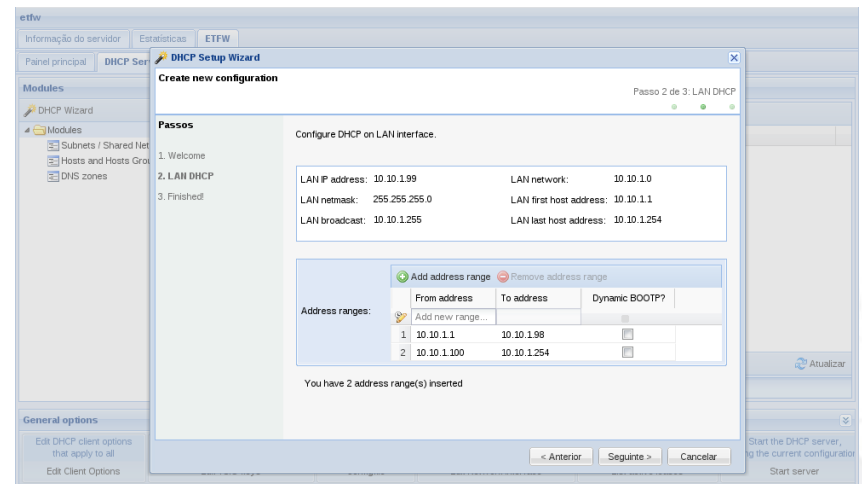 etfw
Informação do servidor Estatísticas ETFW
Painel principal DHCP Ser
DHCP Setup Wizard
Modules
DHCP Wizard
Modules
Subnets / Shared Net
Hosts and Hosts Grou
DNS zones
Create new configuration
Passo 2 de 3: LAN DHCP
Passos
1. Welcome
2. LAN DHCP
3. Finished!
Configure DHCP on LAN interface.
LAN IP address: 10.10.1.99 LAN network: 10.10.1.0
LAN netmask: 255.255.255.0 LAN first host address: 10.10.1.1
LAN broadcast: 10.10.1.255 LAN last host address: 10.10.1.254
Address ranges:
Add address range Remove address range
From address To address Dynamic BOOTP?
Add new range...
1 10.10.1.1 10.10.1.98
2 10.10.1.100 10.10.1.254
You have 2 address range(s) inserted
< Anterior Seguinte > Cancelar
Atualizar
General options
Edit DHCP client options
that apply to all
Edit Client Options
Start the DHCP server,
g the current configuration
Start server